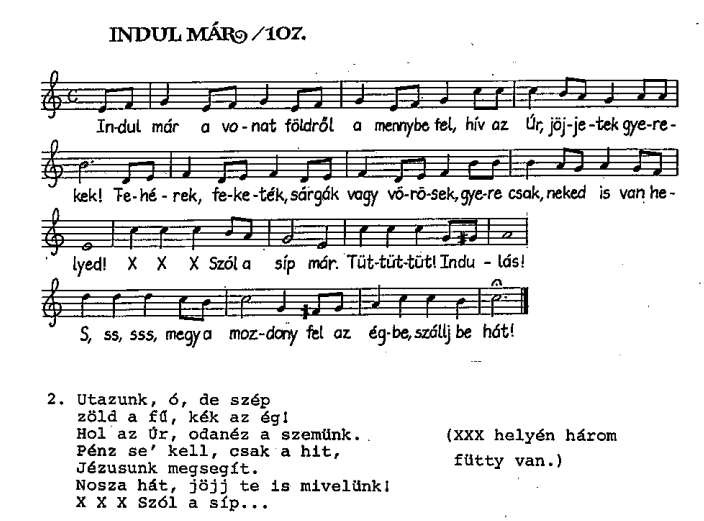 INDUL MÁR /107.
In-dul már a vo-nat földről a mennybe fel, hív az Úr, jöj-je-tek gye-re-
kek! Te-hé-rek, fe-ke-ték, sárgák vagy vö-rö-sek, gye-re csak, neked is van he-
lyed! X X X Szól a síp már. Tüt-tüt-tüt! Indu-lás!
S, ss, sss, megy a moz-dony fel az ég-be, szállj be hát!
2. Utazunk, ó, de szép
zöld a fű, kék az ég!
Hol az Úr, odanéz a szemünk.
Pénz se' kell, csak a hit,
Jézusunk megsegít.
Nosza hát, jöjj te is mivelünk!
X X X Szól a síp...
(XXX helyén három
fütty van.)